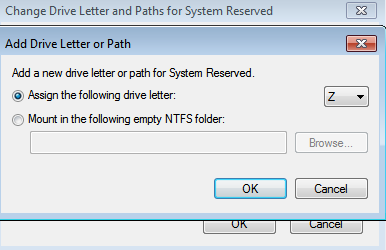 Change Drive Letter and Paths for System Reserved
Add Drive Letter or Path
Add a new drive letter or path for System Reserved.
Assign the following drive letter: Z
Mount in the following empty NTFS folder:
Browse...
OK Cancel
OK Cancel